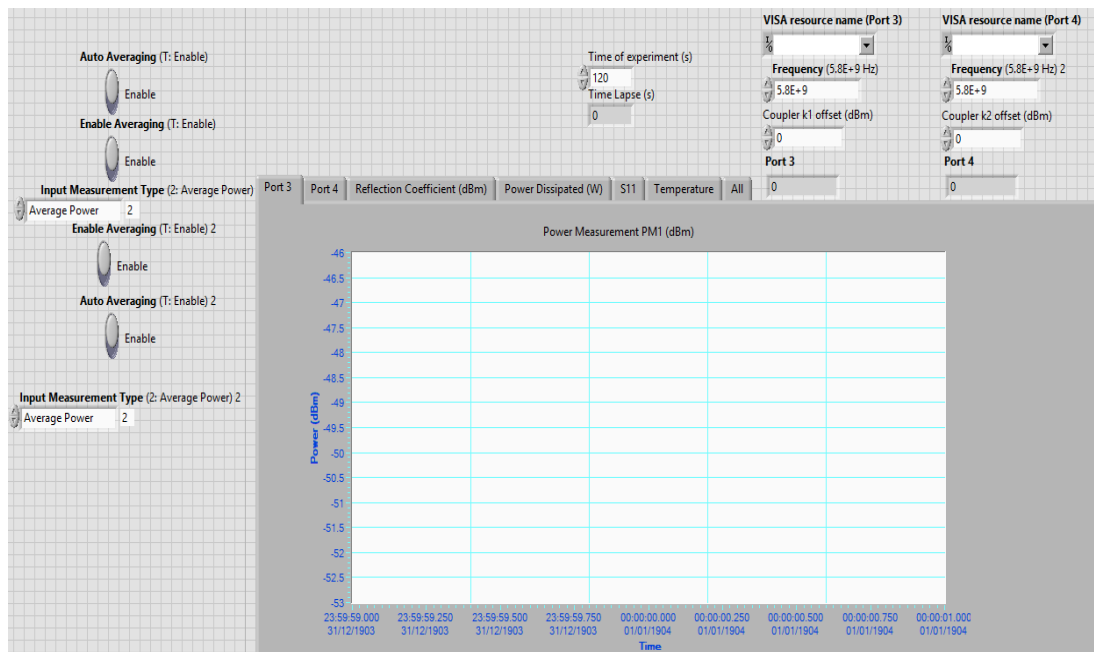 VISA resource name (Port 3)
VISA resource name (Port 4)
Auto Averaging (T: Enable)
Enable
Time of experiment (s)
120
Time Lapse (s)
0
Frequency (5.8E+9 Hz)
5.8E+9
Frequency (5.8E+9 Hz) 2
5.8E+9
Coupler k1 offset (dBm)
0
Coupler k2 offset (dBm)
0
Port 3
0
Port 4
0
Enable Averaging (T: Enable)
Enable
Input Measurement Type (2: Average Power)
Average Power 2
Enable Averaging (T: Enable) 2
Enable
Auto Averaging (T: Enable) 2
Enable
Input Measurement Type (2: Average Power) 2
Average Power 2
Port 3 Port 4 Reflection Coefficient (dBm) Power Dissipated (W) S11 Temperature All
Power Measurement PM1 (dBm)
Power (dBm)
-46
-46.5
-47
-47.5
-48
-48.5
-49
-49.5
-50
-50.5
-51
-51.5
-52
-52.5
-53
23:59:59.000 23:59:59.250 23:59:59.500 23:59:59.750 00:00:00.000 00:00:00.250 00:00:00.500 00:00:00.750 00:00:01.000
31/12/1903 31/12/1903 31/12/1903 31/12/1903 01/01/1904 01/01/1904 01/01/1904 01/01/1904 01/01/1904
Time